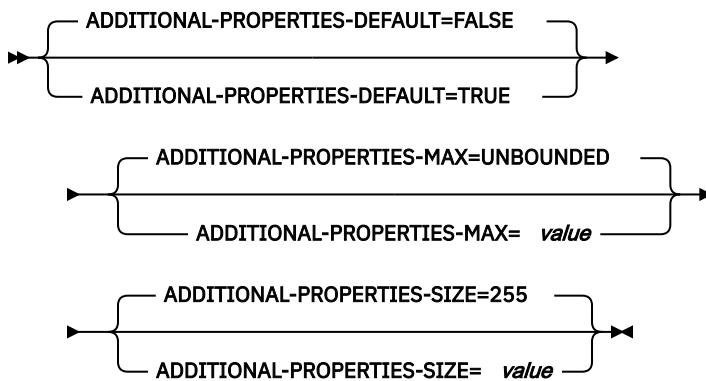 ADDITIONAL-PROPERTIES-DEFAULT=FALSE
ADDITIONAL-PROPERTIES-DEFAULT=TRUE
ADDITIONAL-PROPERTIES-MAX=UNBOUNDED
ADDITIONAL-PROPERTIES-MAX= value
ADDITIONAL-PROPERTIES-SIZE=255
ADDITIONAL-PROPERTIES-SIZE= value